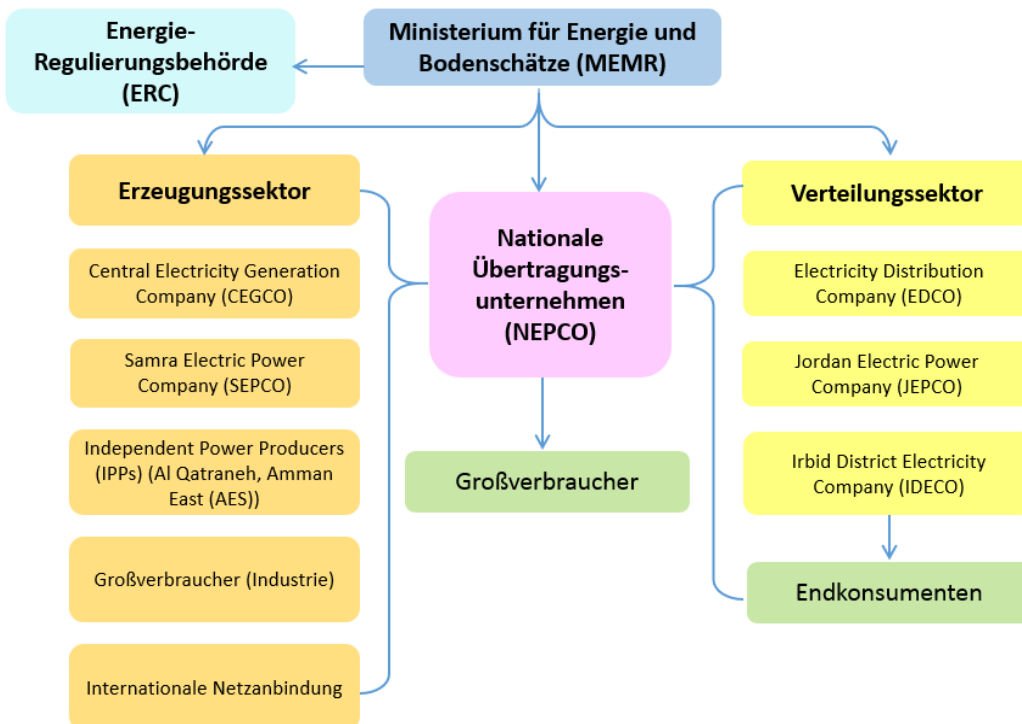 Energie-
Regulierungsbehörde
(ERC)
Ministerium für Energie und
Bodenschätze (MEMR)
Erzeugungssektor
Central Electricity Generation
Company (CEGCO)
Samra Electric Power
Company (SEPCO)
Independent Power Producers
(IPPs) (Al Qatraneh, Amman
East (AES))
Großverbraucher (Industrie)
Internationale Netzanbindung
Nationale
Übertragungs-
unternehmen
(NEPCO)
Großverbraucher
Verteilungssektor
Electricity Distribution
Company (EDCO)
Jordan Electric Power
Company (JEPCO)
Irbid District Electricity
Company (IDECO)
Endkonsumenten